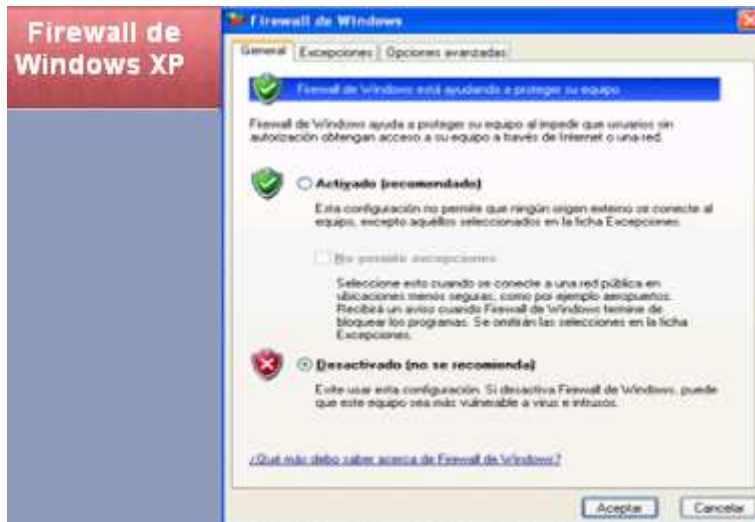 Firewall de
Windows XP
Firewall de Windows
General
Excepciones
Opciones avanzadas
Firewall de Windows está ayudando a proteger su equipo
Firewall de Windows ayuda a proteger su equipo al impedir que usuarios sin
autorización obtengan acceso a su equipo a través de Internet o una red.
Activado (recomendado)
Esta configuración no permite que ningún origen externo se conecte al
equipo, excepto aquéllos seleccionados en la ficha Excepciones.
No permitir excepciones
Seleccione esto cuando se conecte a una red pública en
ubicaciones menos seguras, como por ejemplo aeropuertos.
Recibirá un aviso cuando Firewall de Windows termine de
bloquear los programas. Se omitirán las selecciones en la ficha
Excepciones.
Desactivado (no se recomienda)
Evite usar esta configuración. Si desactiva Firewall de Windows, puede
que este equipo sea más vulnerable a virus e intrusos.
¿Qué más debo saber acerca de Firewall de Windows?
Aceptar
Cancelar